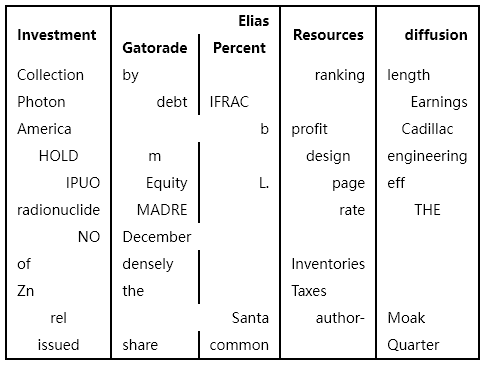 Elias
Investment Resources diffusion
Gatorade Percent
Collection by ranking length
Photon debt IFRAC Earnings
America b profit Cadillac
HOLD m design engineering
IPUO Equity L. page eff
radionuclide MADRE rate THE
NO December
of densely Inventories
Zn the Taxes
rel Santa author- Moak
issued share common Quarter